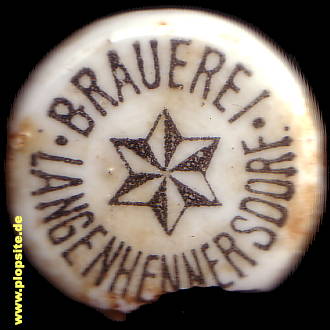 · BRAUEREI ·
LANGENHENNERSDORF.
www.plopsite.de